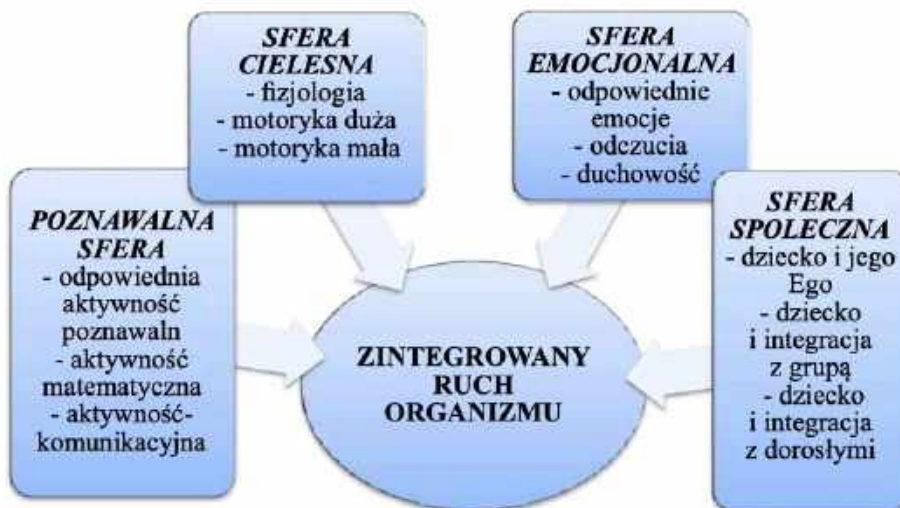 POZNAWALNA
SFERA
- odpowiednia
aktywność
poznawaln
- aktywność
matematyczna
- aktywność-
komunikacyjna
SFERA
CIELESNA
- fizjologia
- motoryka duża
- motoryka mała
SFERA
EMOCJONALNA
- odpowiednie
emocje
- odczucia
- duchowość
SFERA
SPOŁECZNA
- dziecko i jego
Ego
- dziecko
i integracja
z grupą
- dziecko
i integracja
z dorosłymi
ZINTEGROWANY
RUCH
ORGANIZMU